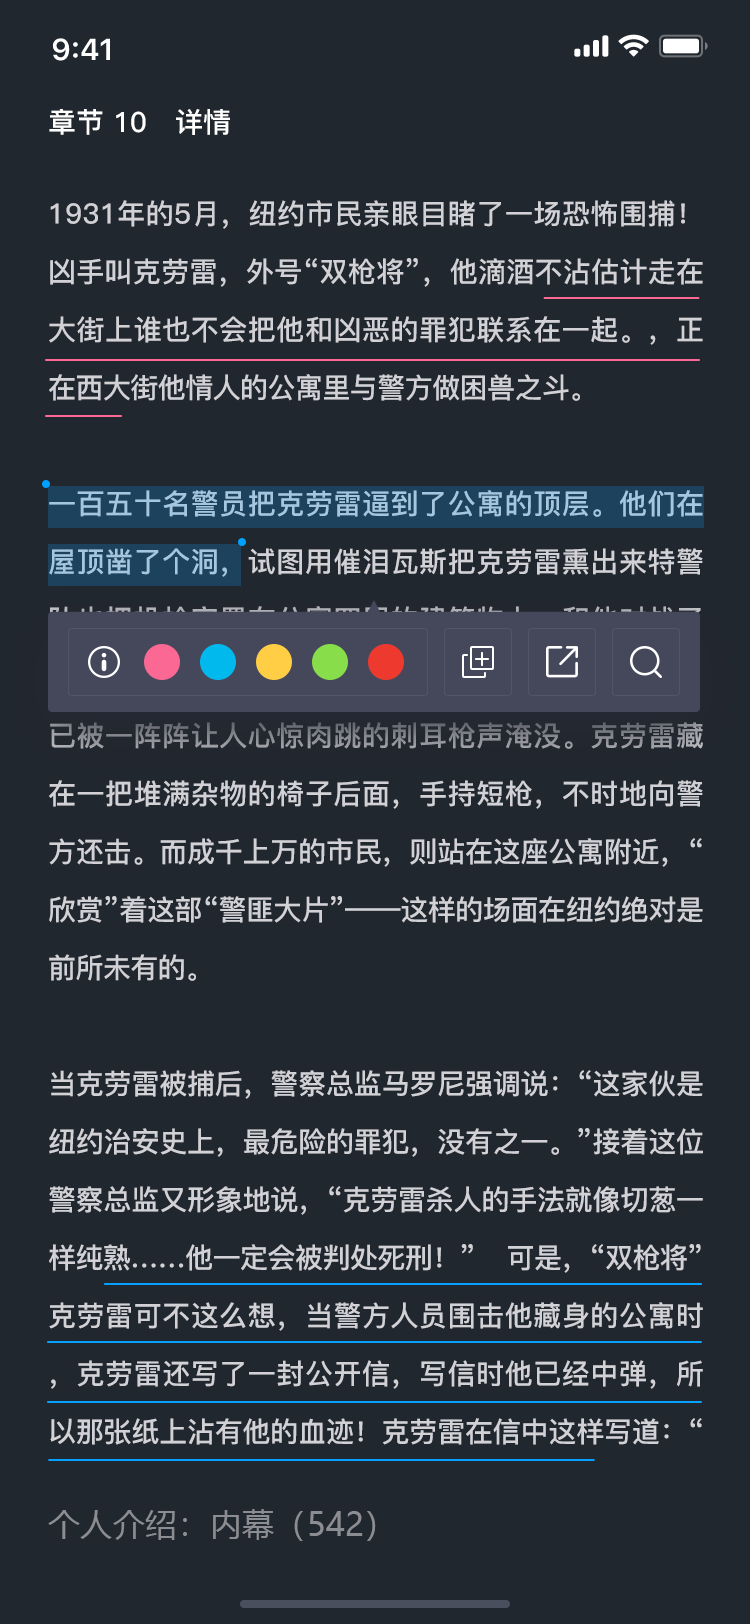 9:41
章节 10 详情
1931年的5月，纽约市民亲眼目睹了一场恐怖围捕！
凶手叫克劳雷，外号“双枪将”，他滴酒不沾估计走在
大街上谁也不会把他和凶恶的罪犯联系在一起。，正
在西大街他情人的公寓里与警方做困兽之斗。
一百五十名警员把克劳雷逼到了公寓的顶层。他们在
屋顶凿了个洞，试图用催泪瓦斯把克劳雷熏出来特警
已被一阵阵让人心惊肉跳的刺耳枪声淹没。克劳雷藏
在一把堆满杂物的椅子后面，手持短枪，不时地向警
方还击。而成千上万的市民，则站在这座公寓附近，“
欣赏”着这部“警匪大片”——这样的场面在纽约绝对是
前所未有的。
当克劳雷被捕后，警察总监马罗尼强调说：“这家伙是
纽约治安史上，最危险的罪犯，没有之一。”接着这位
警察总监又形象地说，“克劳雷杀人的手法就像切葱一
样纯熟……他一定会被判处死刑！” 可是，“双枪将”
克劳雷可不这么想，当警方人员围击他藏身的公寓时
，克劳雷还写了一封公开信，写信时他已经中弹，所
以那张纸上沾有他的血迹！克劳雷在信中这样写道：“
个人介绍：内幕（542）